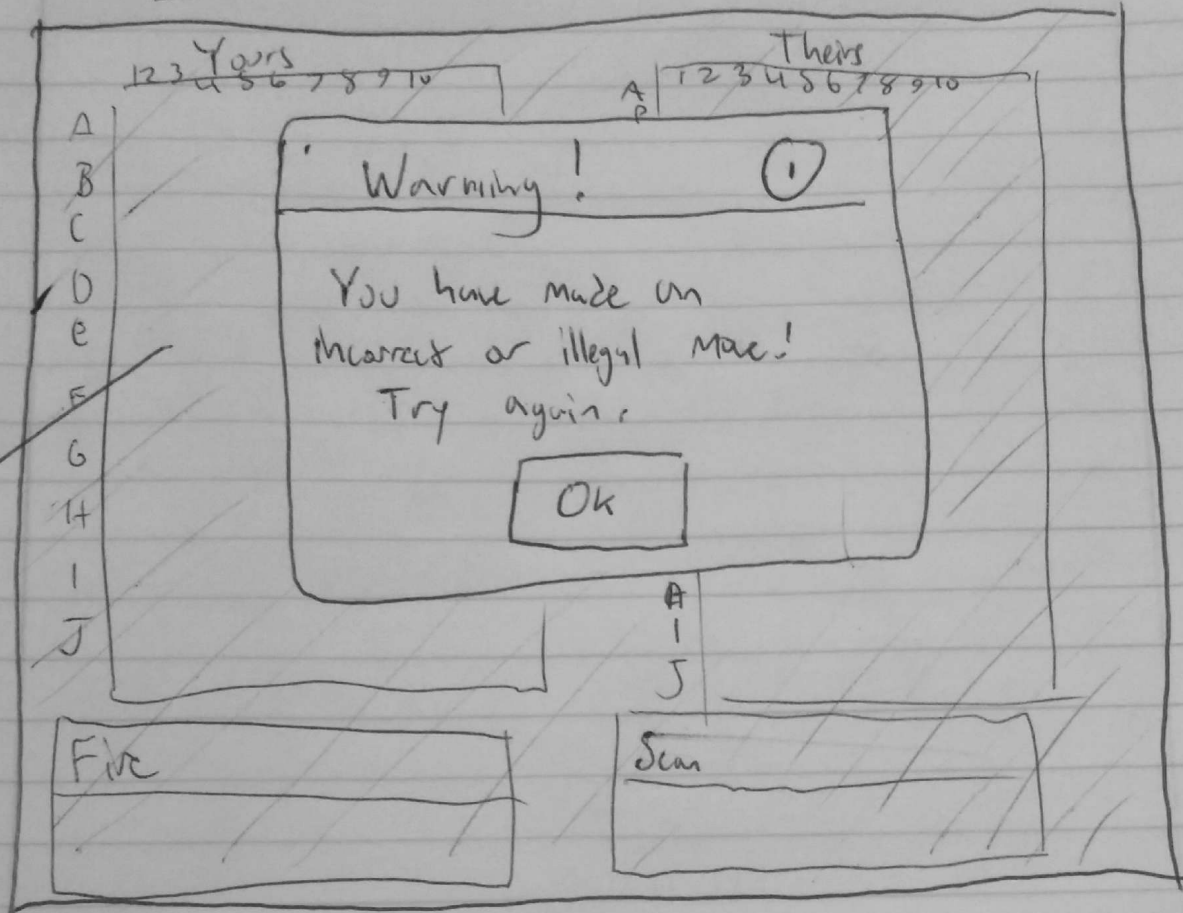 Yours
Theirs
1 2 3 4 5 6 7 8 9 10
1 2 3 4 5 6 7 8 9 10
A
B
A
B
C
D
e
F
G
H
I
J
Warning!
You have made an
incorrect or illegal move!
Try again.
Ok
H
I
J
Fire
Scan